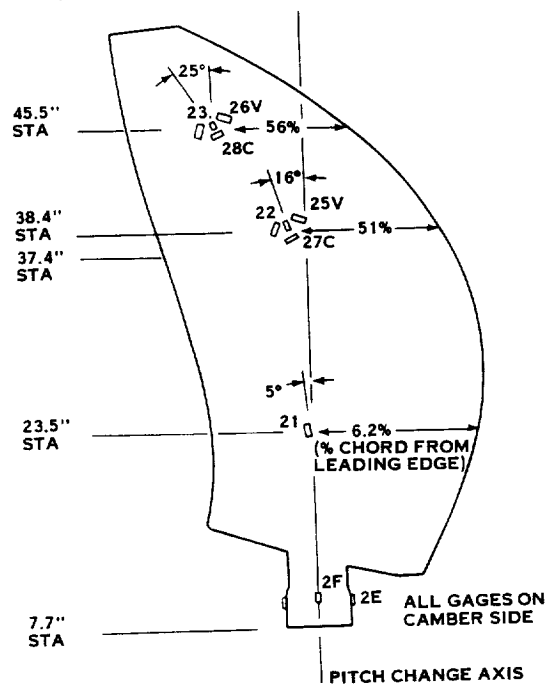 25°
45.5"
STA
23.
26V
56%
28C
16°
38.4"
STA
22
25V
51%
27C
37.4"
STA
5°
23.5"
STA
21
6.2%
(% CHORD FROM
LEADING EDGE)
2F
2E
ALL GAGES ON
CAMBER SIDE
7.7"
STA
PITCH CHANGE AXIS